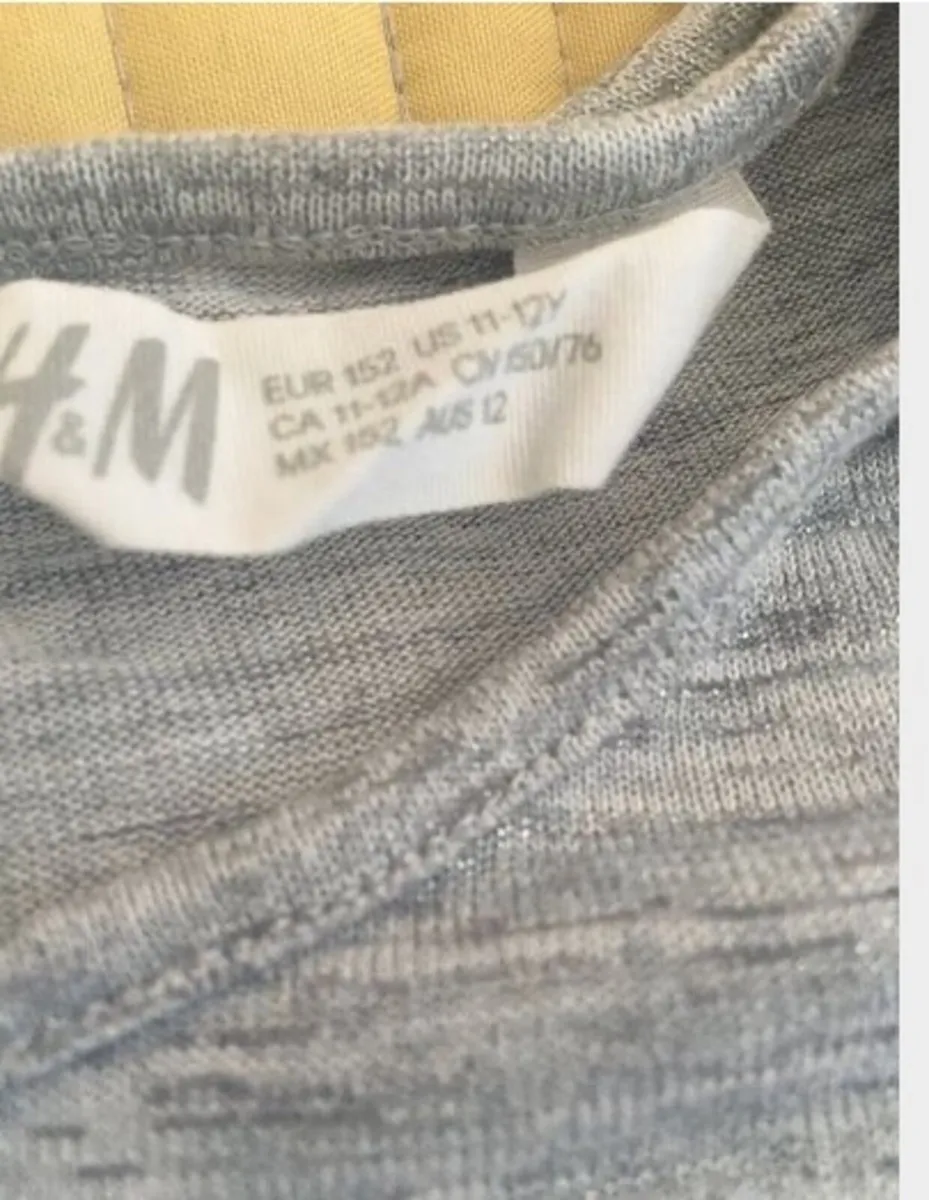 H&M
EUR 152 US 11-12Y
CA 11-12A CN 150/76
MX 152 AUS 12